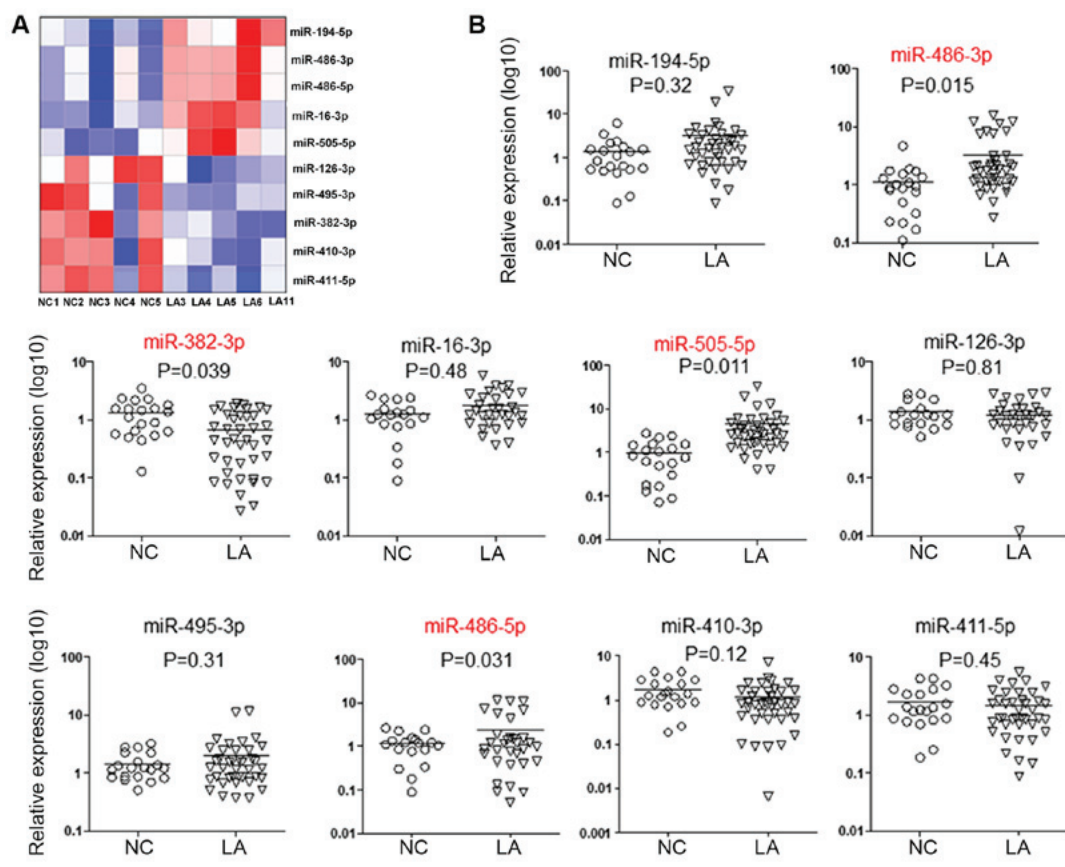 A
miR-194-5p
miR-486-3p
miR-486-5p
miR-16-3p
miR-505-5p
miR-126-3p
miR-495-3p
miR-382-3p
miR-410-3p
miR-411-5p
NC1 NC2 NC3 NC4 NC5 LA3 LA4 LA5 LA6 LA11
B
Relative expression (log10)
miR-194-5p
P=0.32
100
10
1
0.1
0.01
NC LA
miR-486-3p
P=0.015
100
10
1
0.1
NC LA
Relative expression (log10)
miR-382-3p
P=0.039
10
1
0.1
0.01
NC LA
miR-16-3p
P=0.48
10
1
0.1
0.01
NC LA
miR-505-5p
P=0.011
100
10
1
0.1
0.01
NC LA
miR-126-3p
P=0.81
10
1
0.1
0.01
NC LA
Relative expression (log10)
miR-495-3p
P=0.31
100
10
1
0.1
NC LA
miR-486-5p
P=0.031
100
10
1
0.1
0.01
NC LA
miR-410-3p
P=0.12
10
1
0.1
0.01
0.001
NC LA
miR-411-5p
P=0.45
10
1
0.1
0.01
NC LA